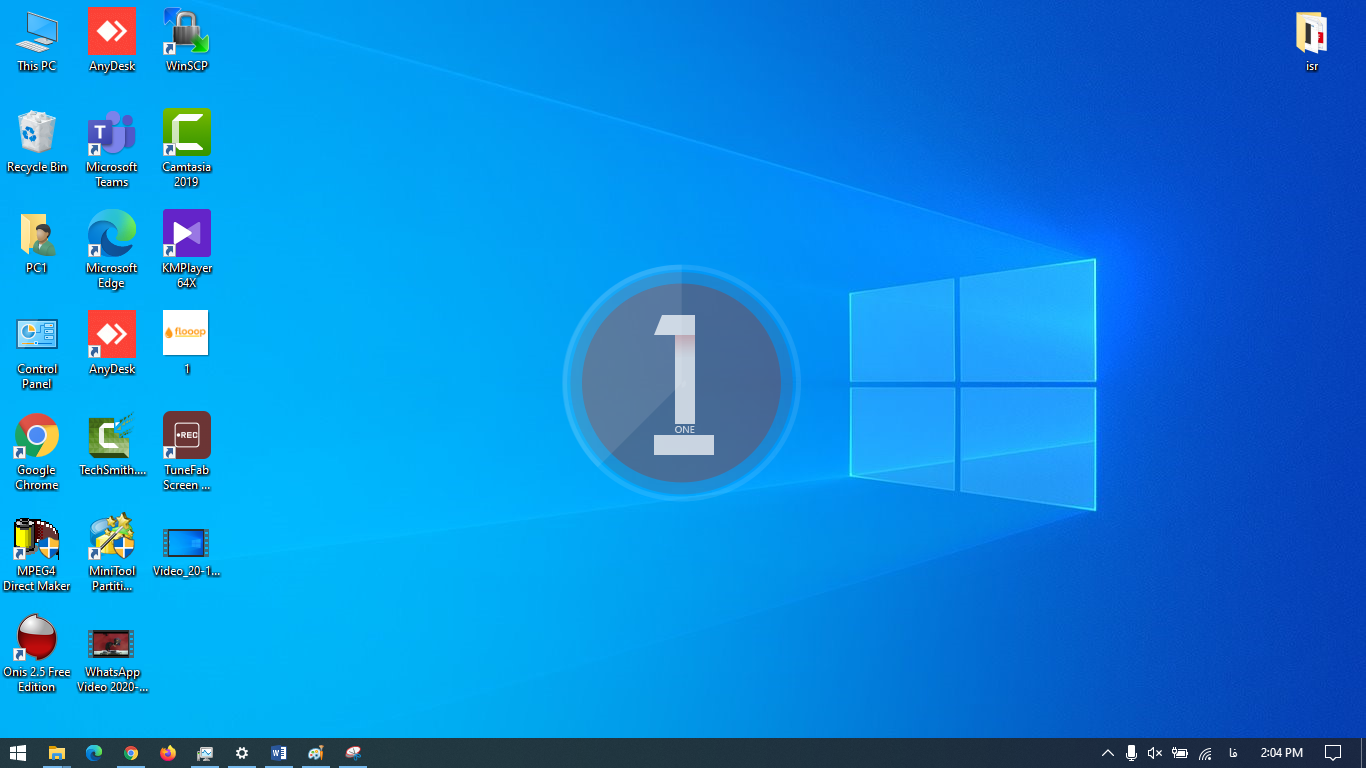 This PC
AnyDesk
WinSCP
isr
Recycle Bin
Microsoft
Teams
Camtasia
2019
PC1
Microsoft
Edge
KMPlayer
64X
Control
Panel
AnyDesk
flooop
1
1
ONE
Google
Chrome
TechSmith....
REC
TuneFab
Screen ...
MPEG4
Direct Maker
MiniTool
Partiti...
Video_20-1...
Onis 2.5 Free
Edition
WhatsApp
Video 2020-...
فا
2:04 PM